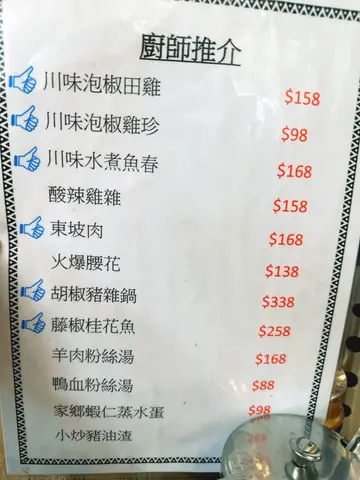 廚師推介
川味泡椒田雞 $158
川味泡椒雞珍 $98
川味水煮魚春 $168
酸辣雞雜 $158
東坡肉 $168
火爆腰花 $138
胡椒豬雜鍋 $338
藤椒桂花魚 $258
羊肉粉絲湯 $168
鴨血粉絲湯 $88
家鄉蝦仁蒸水蛋 $98
小炒豬油渣